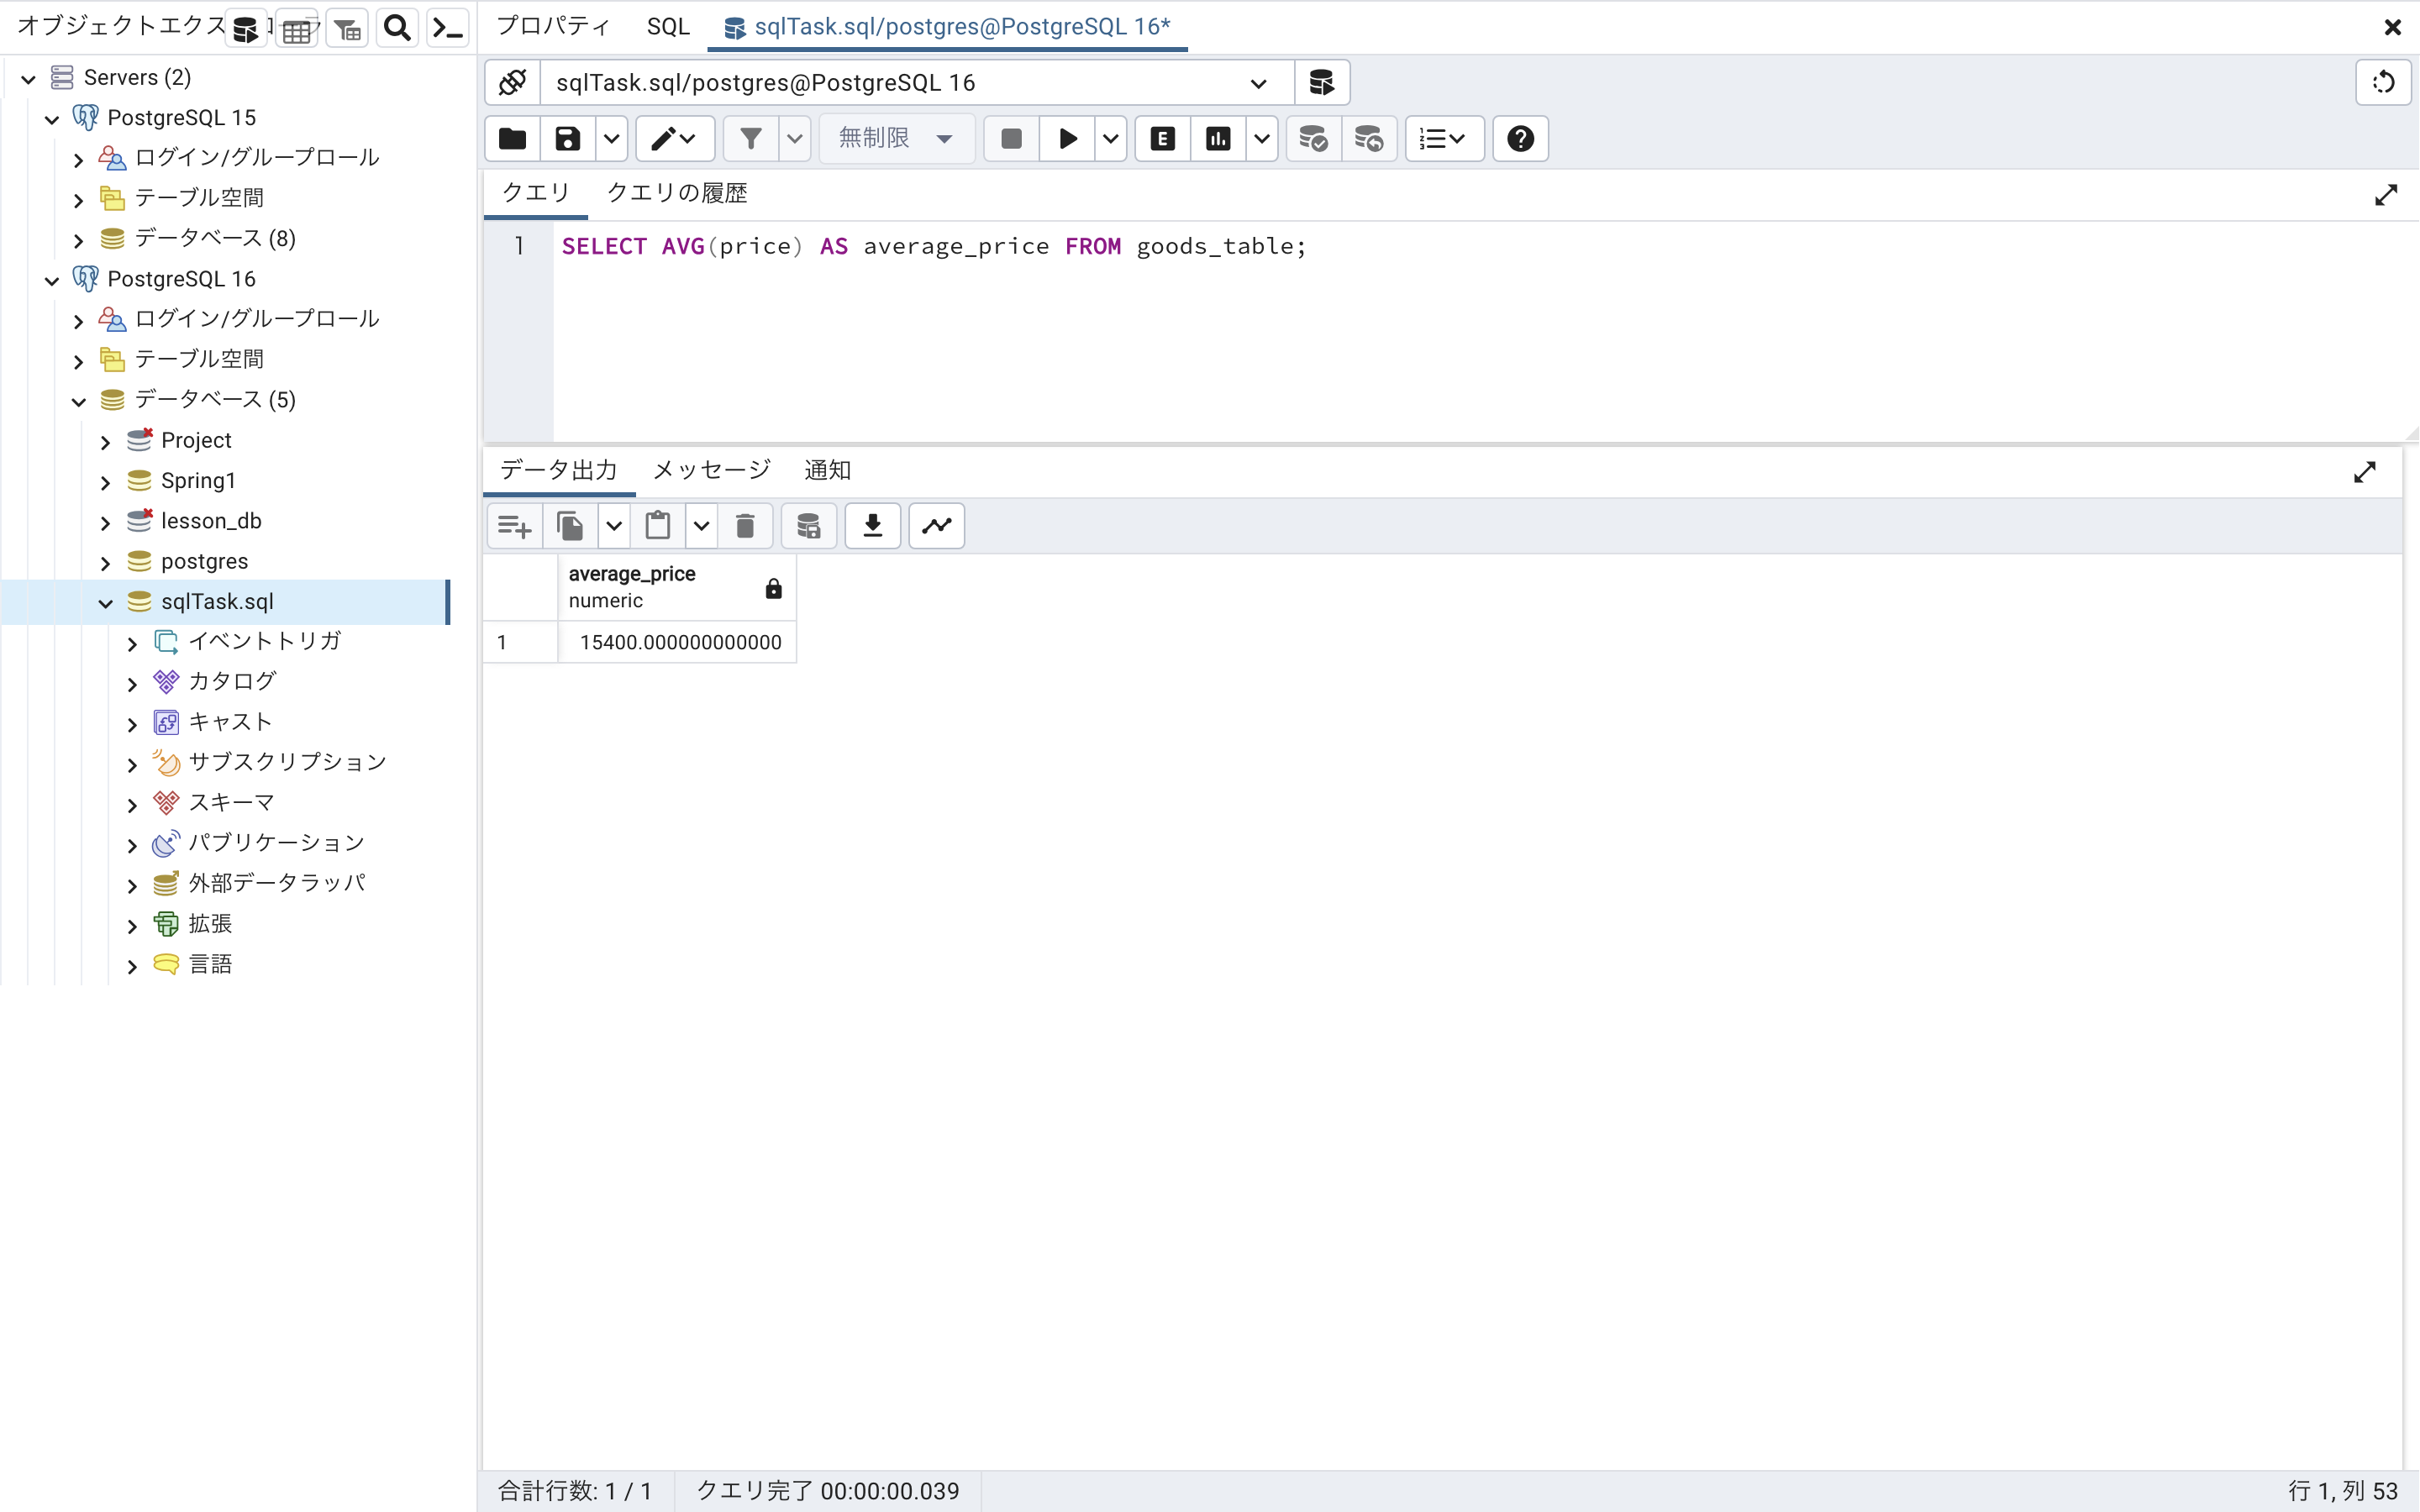 オブジェクトエクス
プロパティ
SQL
sqlTask.sql/postgres@PostgreSQL 16*
Servers (2)
PostgreSQL 15
ログイン/グループロール
テーブル空間
データベース (8)
PostgreSQL 16
ログイン/グループロール
テーブル空間
データベース (5)
Project
Spring1
lesson_db
postgres
sqlTask.sql
イベントトリガ
カタログ
キャスト
サブスクリプション
スキーマ
パブリケーション
外部データラッパ
拡張
言語
sqlTask.sql/postgres@PostgreSQL 16
無制限
E
クエリ
クエリの履歴
1 SELECT AVG(price) AS average_price FROM goods_table;
データ出力
メッセージ
通知
average_price
numeric
1 15400.000000000000
合計行数: 1 / 1
クエリ完了 00:00:00.039
行 1, 列 53